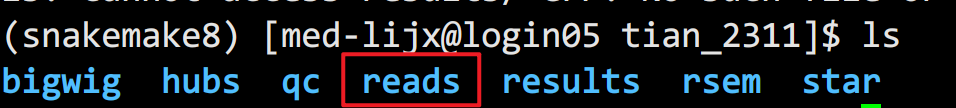 (snakemake8) [med-lijx@login05 tian_2311]$ ls
bigwig hubs qc reads results rsem star